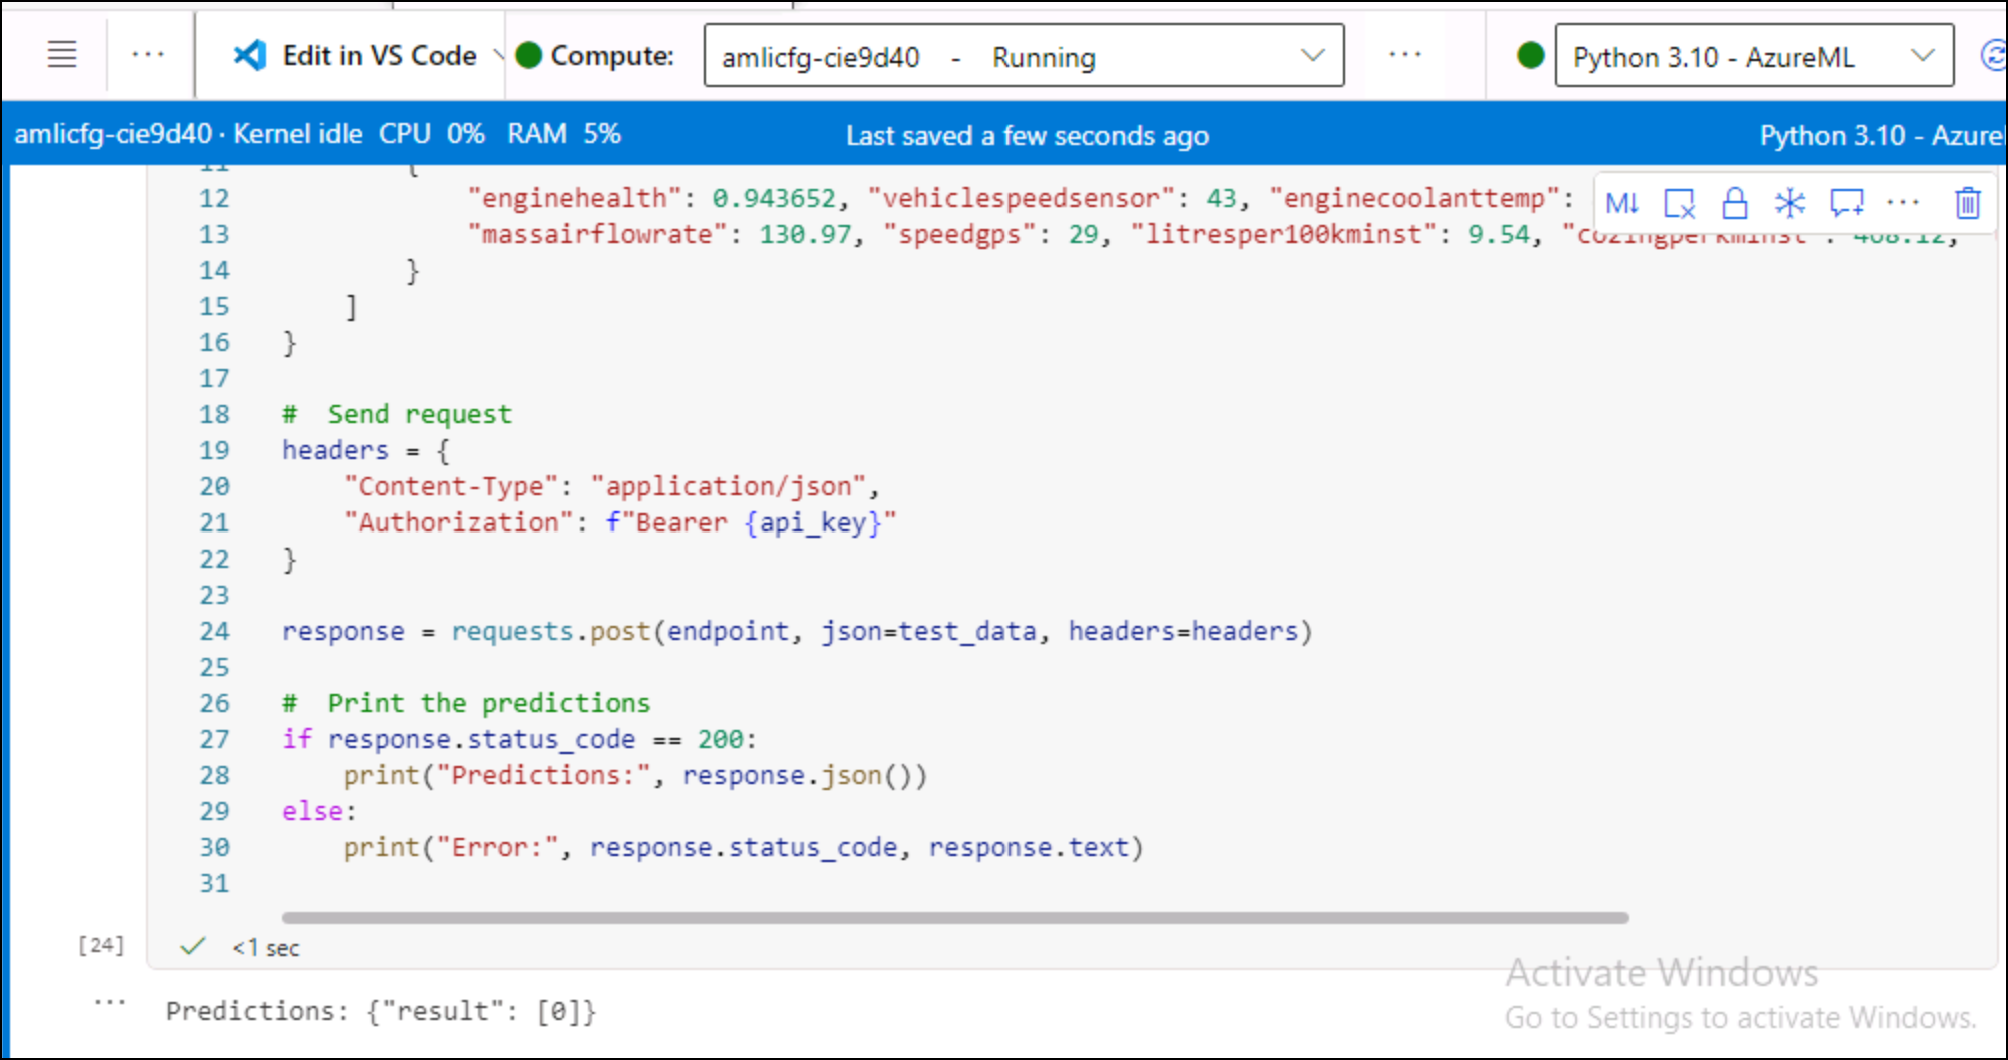 Edit in VS Code
Compute: amlicfg-cie9d40 - Running
Python 3.10 - AzureML
amlicfg-cie9d40 · Kernel idle CPU 0% RAM 5%
Last saved a few seconds ago
Python 3.10 - Azure
11 {
12 "enginehealth": 0.943652, "vehiclespeedsensor": 43, "enginecoolanttemp":
M↓
13 "massairflowrate": 130.97, "speedgps": 29, "litresper100kminst": 9.54,
14 }
15 ]
16 }
17
18 # Send request
19 headers = {
20 "Content-Type": "application/json",
21 "Authorization": f"Bearer {api_key}"
22 }
23
24 response = requests.post(endpoint, json=test_data, headers=headers)
25
26 # Print the predictions
27 if response.status_code == 200:
28 print("Predictions:", response.json())
29 else:
30 print("Error:", response.status_code, response.text)
31
[24] <1 sec
Predictions: {"result": [0]}
Activate Windows
Go to Settings to activate Windows.